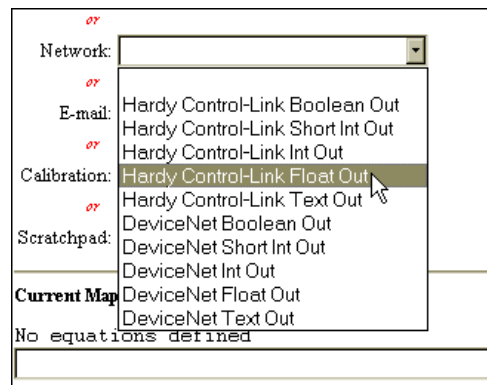 or
Network:
or
Hardy Control-Link Boolean Out
E-mail:
Hardy Control-Link Short Int Out
or
Hardy Control-Link Int Out
Calibration:
Hardy Control-Link Float Out
or
Hardy Control-Link Text Out
DeviceNet Boolean Out
Scratchpad:
DeviceNet Short Int Out
DeviceNet Int Out
Current Map
DeviceNet Float Out
DeviceNet Text Out
No equations defined